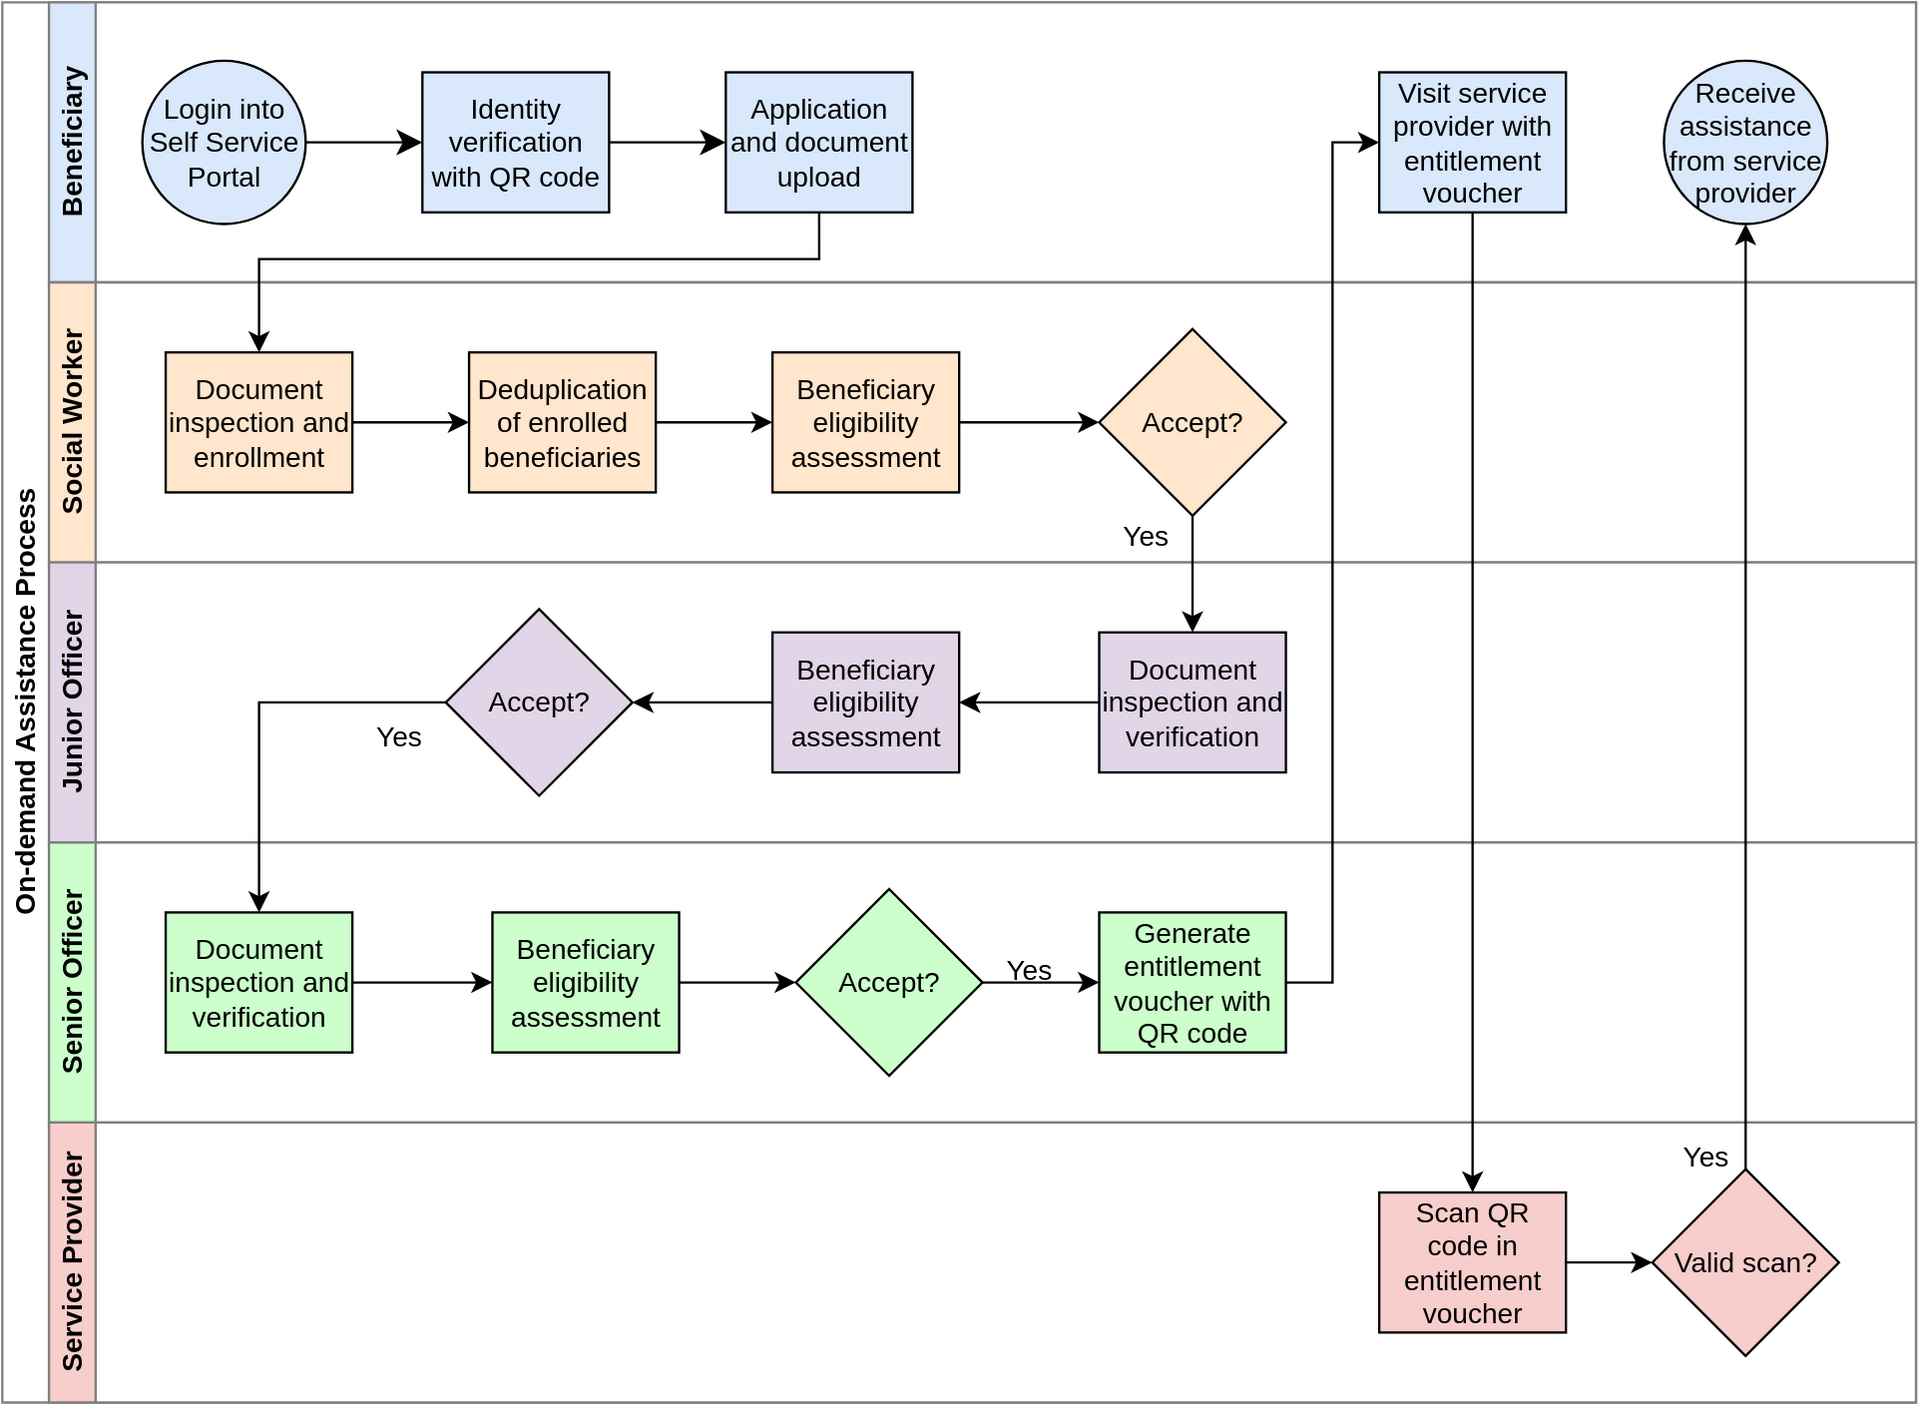 On-demand Assistance Process
Beneficiary
Login into
Self Service
Portal
Identity
verification
with QR code
Application
and document
upload
Visit service
provider with
entitlement
voucher
Receive
assistance
from service
provider
Social Worker
Document
inspection and
enrollment
Deduplication
of enrolled
beneficiaries
Beneficiary
eligibility
assessment
Accept?
Yes
Junior Officer
Accept?
Yes
Beneficiary
eligibility
assessment
Document
inspection and
verification
Senior Officer
Document
inspection and
verification
Beneficiary
eligibility
assessment
Accept?
Yes
Generate
entitlement
voucher with
QR code
Service Provider
Scan QR
code in
entitlement
voucher
Yes
Valid scan?